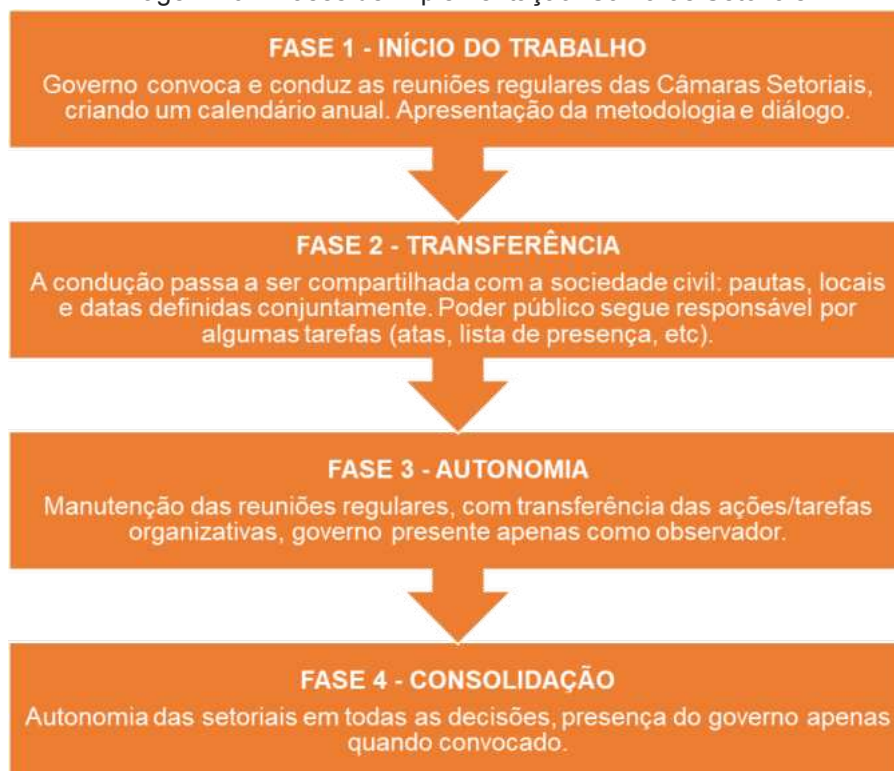 FASE 1 - INÍCIO DO TRABALHO
Governo convoca e conduz as reuniões regulares das Câmaras Setoriais,
criando um calendário anual. Apresentação da metodologia e diálogo.
FASE 2 - TRANSFERÊNCIA
A condução passa a ser compartilhada com a sociedade civil: pautas, locais
e datas definidas conjuntamente. Poder público segue responsável por
algumas tarefas (atas, lista de presença, etc).
FASE 3 - AUTONOMIA
Manutenção das reuniões regulares, com transferência das ações/tarefas
organizativas, governo presente apenas como observador.
FASE 4 - CONSOLIDAÇÃO
Autonomia das setoriais em todas as decisões, presença do governo apenas
quando convocado.